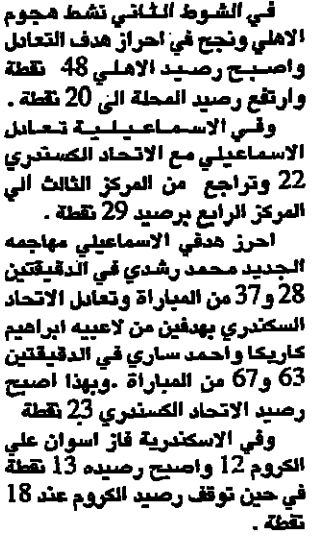 في الشوط الثاني نشط هجوم
الاهلي ونجح في احراز هدف التعادل
واصبح رصيد الاهلي 48 نقطة
وارتفع رصيد المحلة الى 20 نقطة .
وفي الاسماعيلية تعادل
الاسماعيلي مع الاتحاد الكسندري
22 وتراجع من المركز الثالث الي
المركز الرابع برصيد 29 نقطة .
احرز هدفي الاسماعيلي مهاجمه
الجديد محمد رشدي في الدقيقتين
28 و37 من المباراة وتعادل الاتحاد
السكندري بهدفين من لاعبيه ابراهيم
كاريكا واحمد ساري في الدقيقتين
63 و67 من المباراة .وبهذا اصبح
رصيد الاتحاد الكسندري 23 نقطة
وفي الاسكندرية فاز اسوان علي
الكروم 12 واصبح رصيده 13 نقطة
في حين توقف رصيد الكروم عند 18
نقطة .